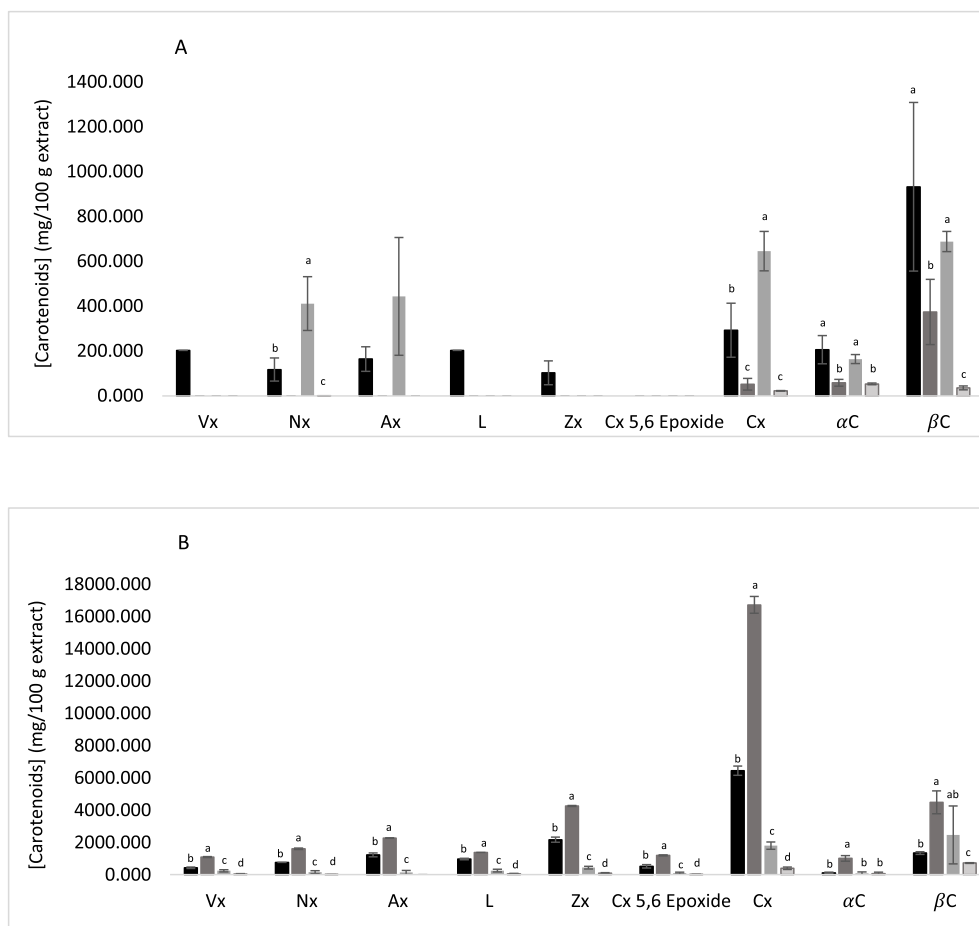 A
[Carotenoids] (mg/100 g extract)
1400.000
1200.000
1000.000
800.000
600.000
400.000
200.000
0.000
b a c
b c a c
a b a b
a b a c
Vx Nx Ax L Zx Cx 5,6 Epoxide Cx αC βC
B
[Carotenoids] (mg/100 g extract)
18000.000
16000.000
14000.000
12000.000
10000.000
8000.000
6000.000
4000.000
2000.000
0.000
b a c d
b a c d
b a c
b a c d
b a c d
b a c d
b a c d
b a b b
b a ab c
Vx Nx Ax L Zx Cx 5,6 Epoxide Cx αC βC